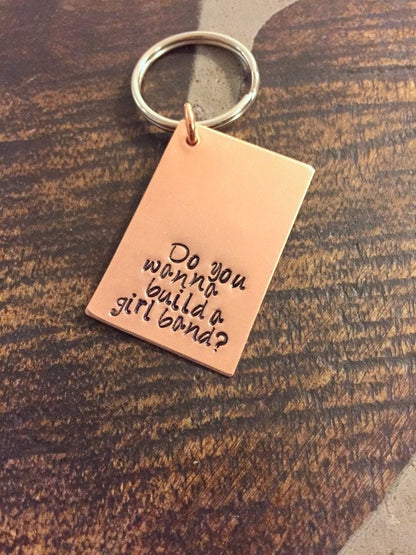 Do you
wanna
build a
girl band?